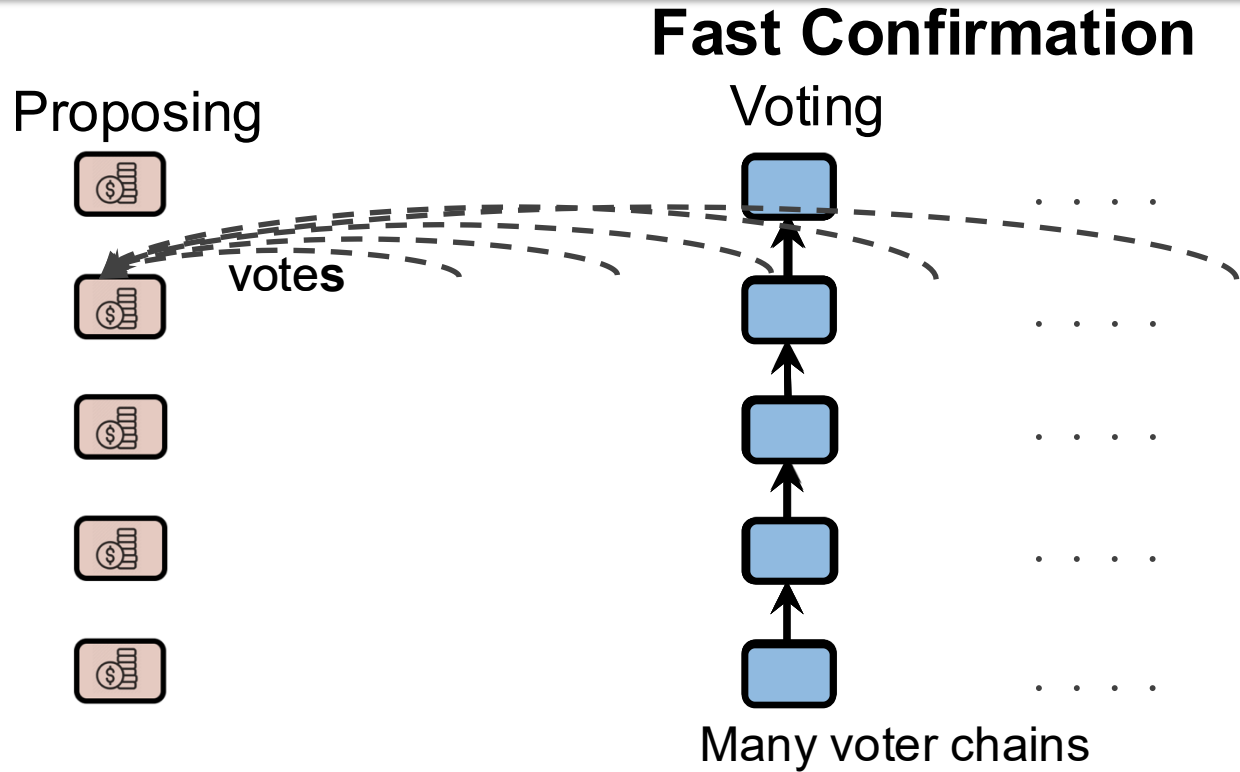 Fast Confirmation
Proposing
Voting
votes
Many voter chains